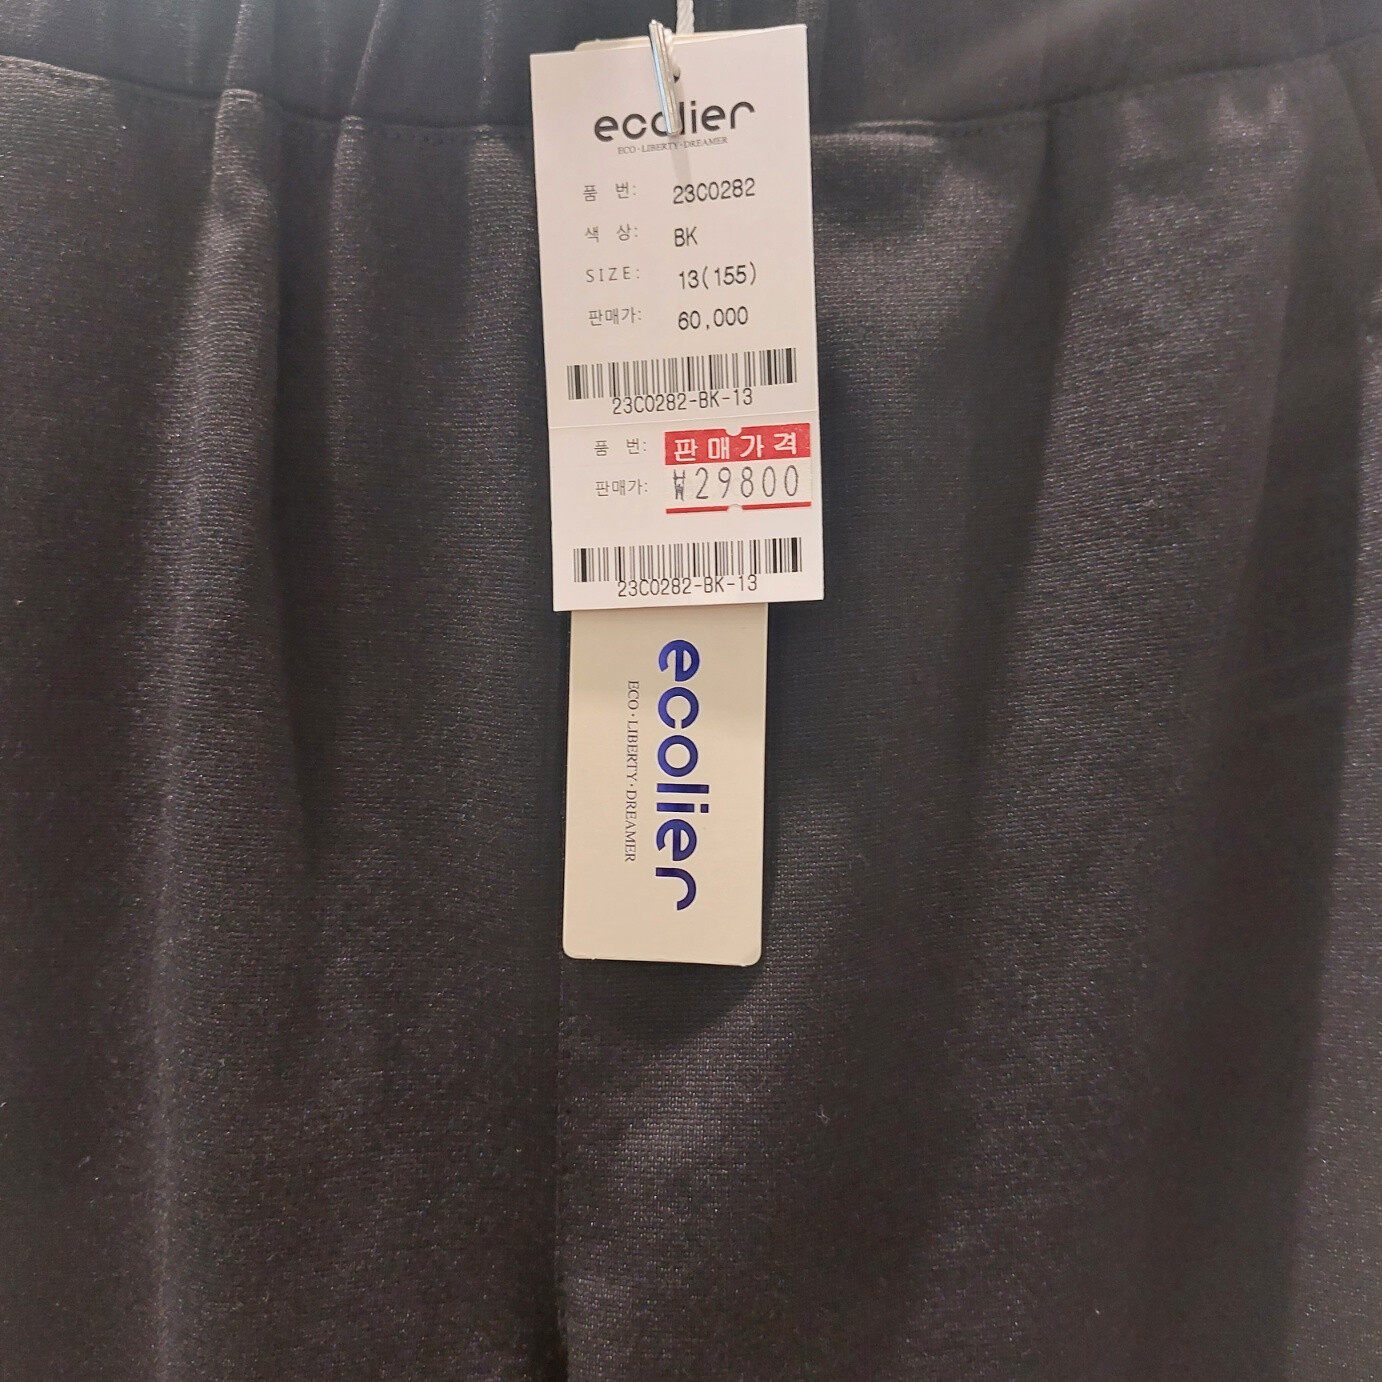 ecolier
ECO · LIBERTY · DREAMER
품 번: 23C0282
색 상: BK
SIZE: 13(155)
판매가: 60,000
23C0282-BK-13
품 번: 판매가격
판매가: ₩29800
23C0282-BK-13
ecolier
ECO · LIBERTY · DREAMER